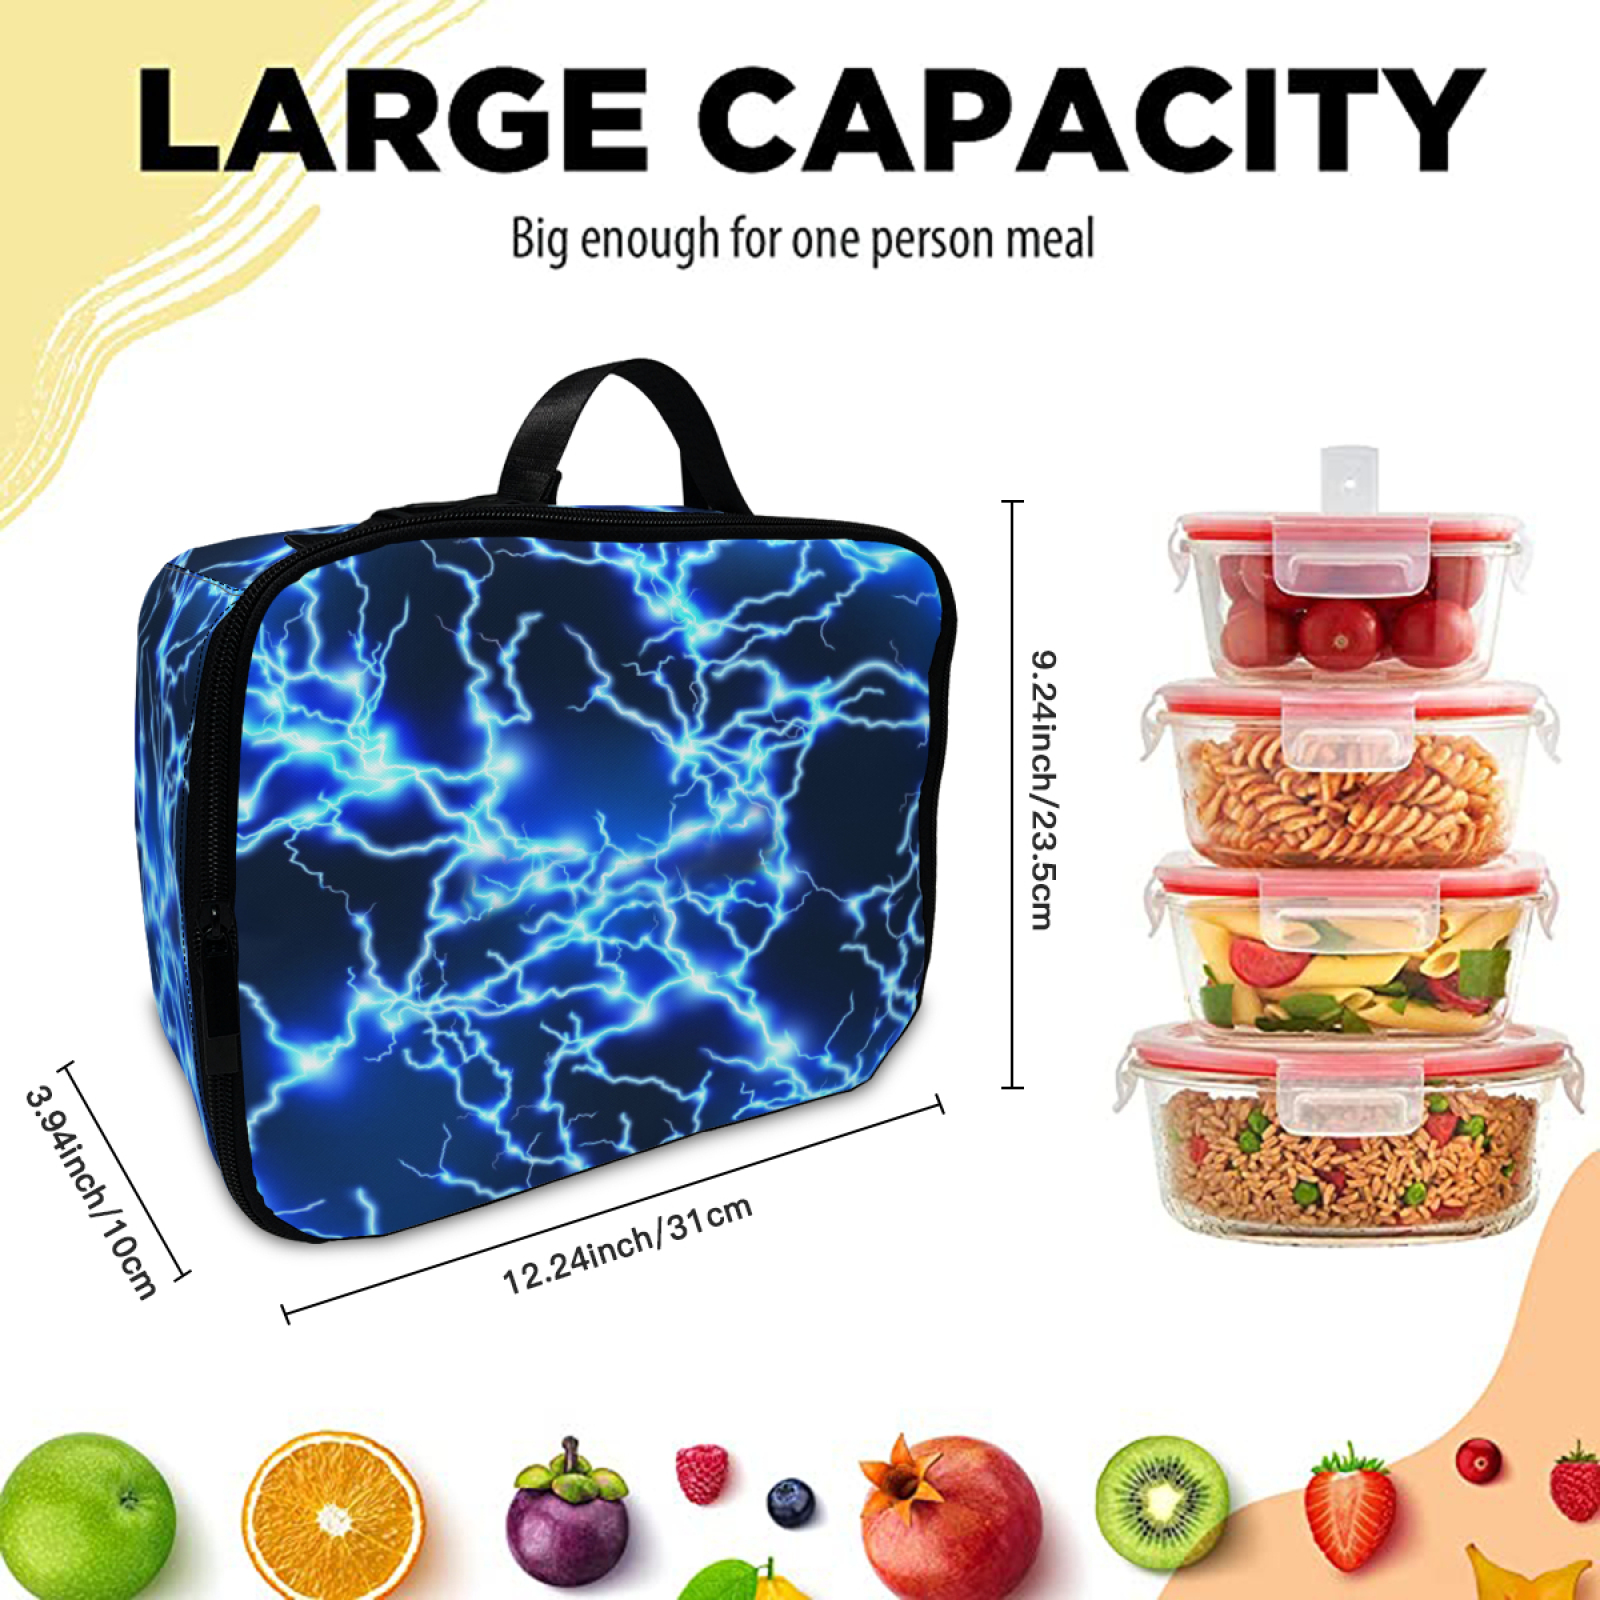 LARGE CAPACITY
Big enough for one person meal
9.24inch/23.5cm
3.94inch/10cm
12.24inch/31cm